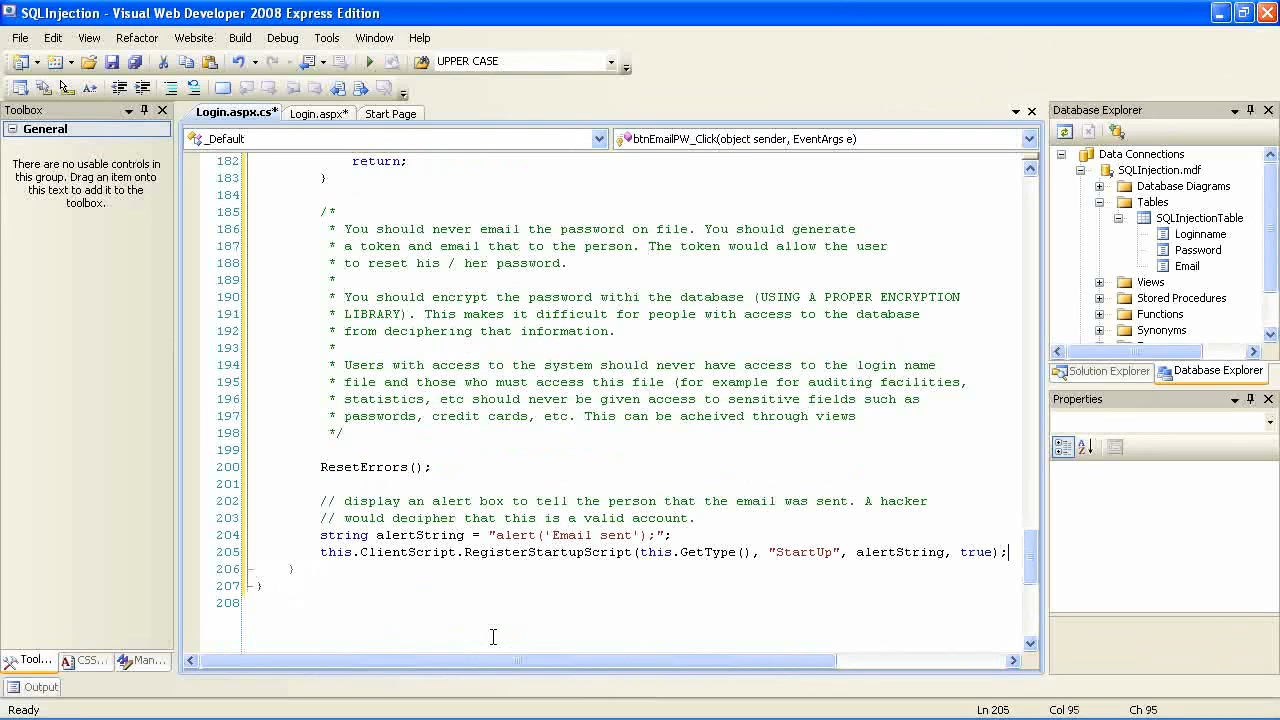 SQLInjection - Visual Web Developer 2008 Express Edition
File Edit View Refactor Website Build Debug Tools Window Help
UPPER CASE
Toolbox
General
There are no usable controls in
this group. Drag an item onto
this text to add it to the
toolbox.
Tool... CSS... Man...
Output
Login.aspx.cs* Login.aspx* Start Page
_Default btnEmailPW_Click(object sender, EventArgs e)
182 return;
183 }
184
185 /*
186 * You should never email the password on file. You should generate
187 * a token and email that to the person. The token would allow the user
188 * to reset his / her password.
189 *
190 * You should encrypt the password withi the database (USING A PROPER ENCRYPTION
191 * LIBRARY). This makes it difficult for people with access to the database
192 * from deciphering that information.
193 *
194 * Users with access to the system should never have access to the login name
195 * file and those who must access this file (for example for auditing facilities,
196 * statistics, etc should never be given access to sensitive fields such as
197 * passwords, credit cards, etc. This can be acheived through views
198 */
199
200 ResetErrors();
201
202 // display an alert box to tell the person that the email was sent. A hacker
203 // would decipher that this is a valid account.
204 string alertString = "alert('Email sent');";
205 this.ClientScript.RegisterStartupScript(this.GetType(), "StartUp", alertString, true);
206 }
207 }
208
Database Explorer
Data Connections
SQLInjection.mdf
Database Diagrams
Tables
SQLInjectionTable
Loginname
Password
Email
Views
Stored Procedures
Functions
Synonyms
Solution Explorer Database Explorer
Properties
Ready Ln 205 Col 95 Ch 95